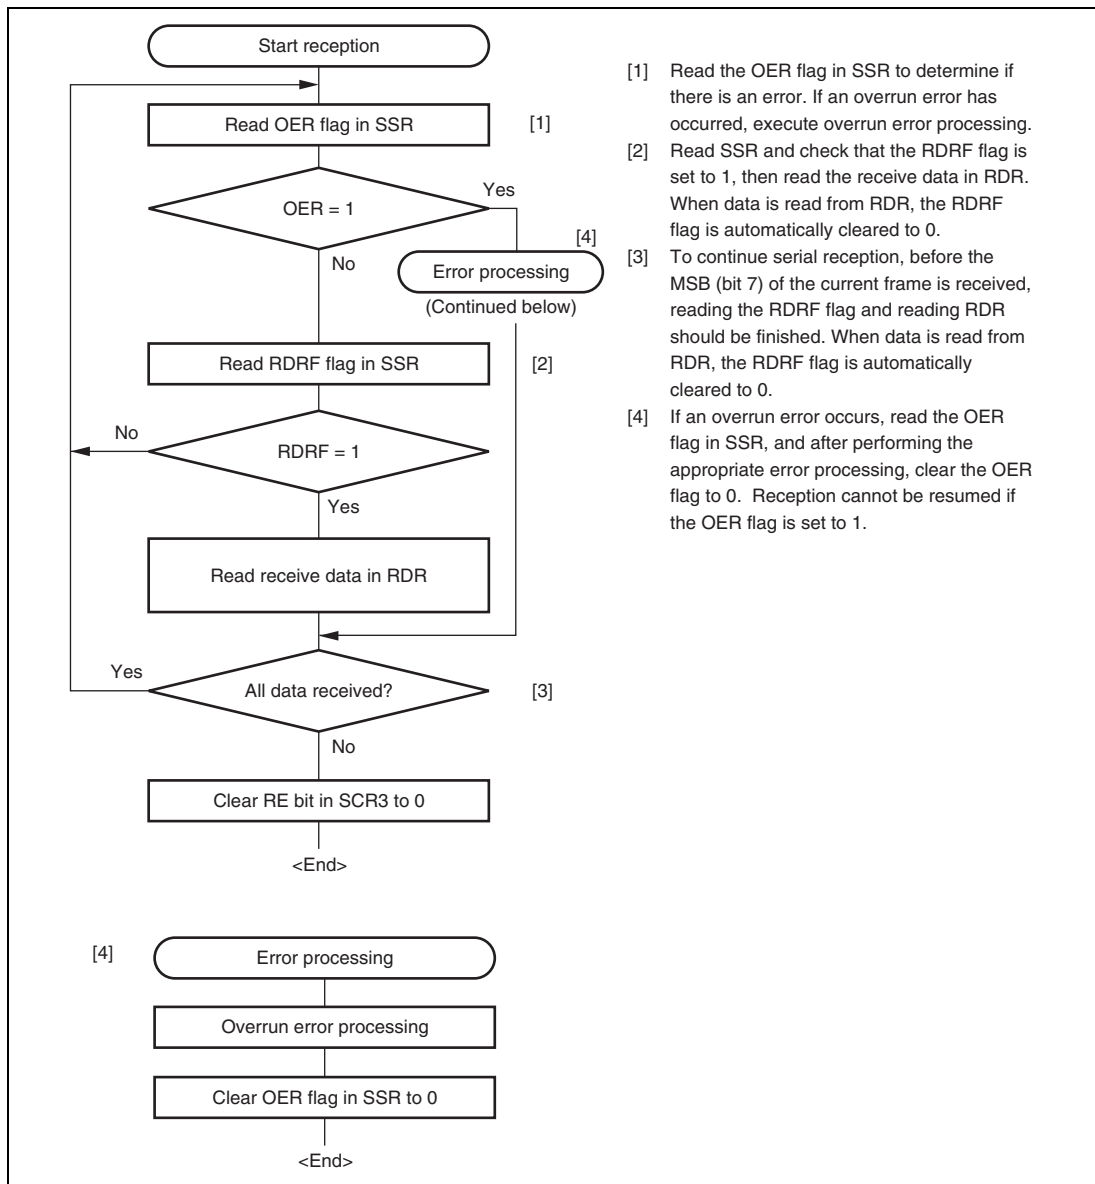 Start reception
Read OER flag in SSR
[1]
OER = 1
Yes
No
[4]
Error processing
(Continued below)
Read RDRF flag in SSR
[2]
No
RDRF = 1
Yes
Read receive data in RDR
Yes
All data received?
[3]
No
Clear RE bit in SCR3 to 0
<End>
[4]
Error processing
Overrun error processing
Clear OER flag in SSR to 0
<End>
[1] Read the OER flag in SSR to determine if
there is an error. If an overrun error has
occurred, execute overrun error processing.
[2] Read SSR and check that the RDRF flag is
set to 1, then read the receive data in RDR.
When data is read from RDR, the RDRF
flag is automatically cleared to 0.
[3] To continue serial reception, before the
MSB (bit 7) of the current frame is received,
reading the RDRF flag and reading RDR
should be finished. When data is read from
RDR, the RDRF flag is automatically
cleared to 0.
[4] If an overrun error occurs, read the OER
flag in SSR, and after performing the
appropriate error processing, clear the OER
flag to 0. Reception cannot be resumed if
the OER flag is set to 1.